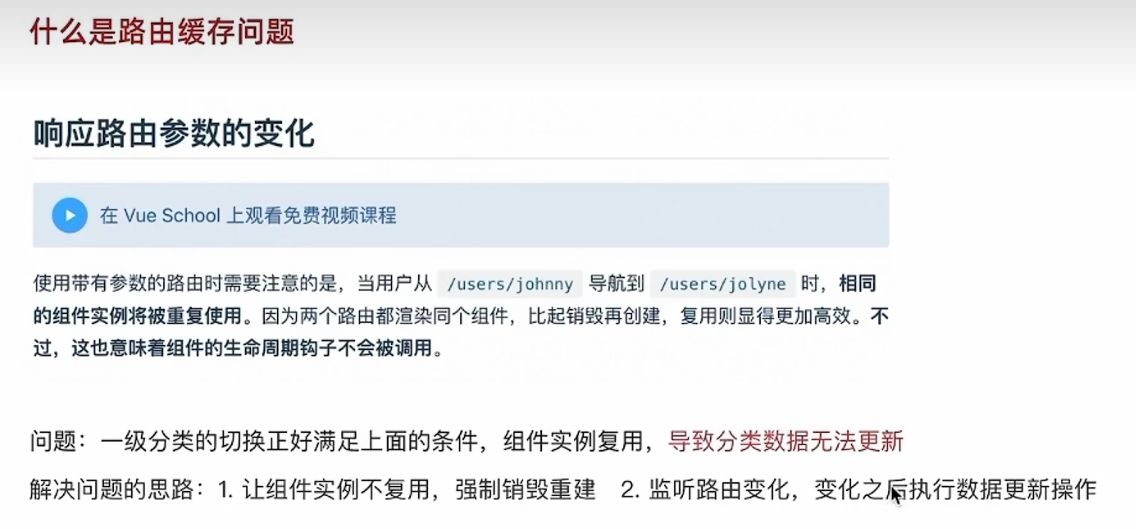 什么是路由缓存问题
响应路由参数的变化
在 Vue School 上观看免费视频课程
使用带有参数的路由时需要注意的是，当用户从 /users/johnny 导航到 /users/jolyne 时，相同
的组件实例将被重复使用。因为两个路由都渲染同个组件，比起销毁再创建，复用则显得更加高效。不
过，这也意味着组件的生命周期钩子不会被调用。
问题：一级分类的切换正好满足上面的条件，组件实例复用，导致分类数据无法更新
解决问题的思路：1. 让组件实例不复用，强制销毁重建 2. 监听路由变化，变化之后执行数据更新操作